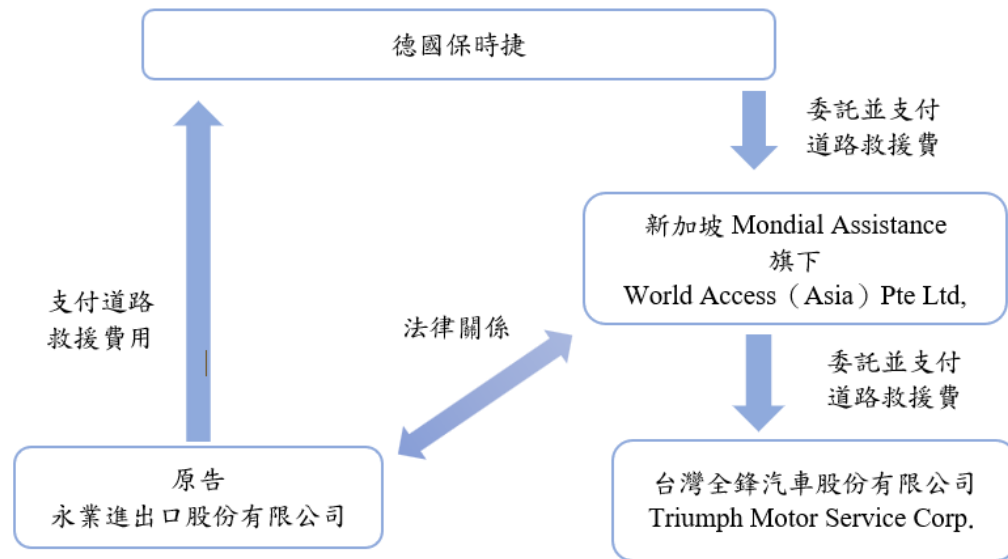 德國保時捷
委託並支付
道路救援費
新加坡 Mondial Assistance
旗下
World Access（Asia）Pte Ltd,
支付道路
救援費用
法律關係
委託並支付
道路救援費
原告
永業進出口股份有限公司
台灣全鋒汽車股份有限公司
Triumph Motor Service Corp.